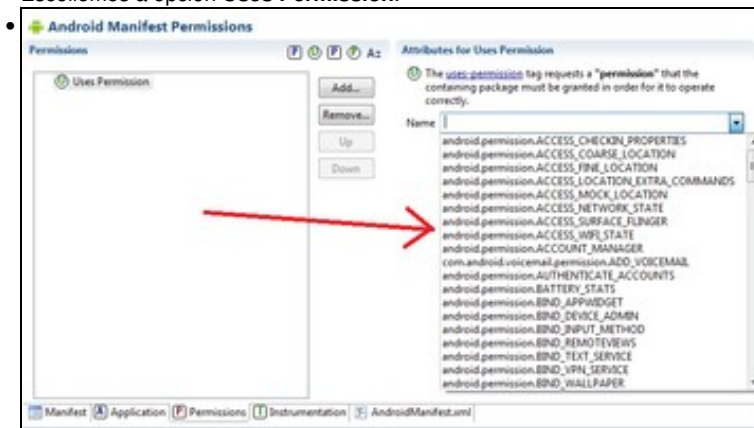 Escollemos a opción Uses Permission.
Android Manifest Permissions
Permissions
P U P P Az
Attributes for Uses Permission
Uses Permission
Add...
Remove...
Up
Down
The uses-permission tag requests a "permission" that the
containing package must be granted in order for it to operate
correctly.
Name
android.permission.ACCESS_CHECKIN_PROPERTIES
android.permission.ACCESS_COARSE_LOCATION
android.permission.ACCESS_FINE_LOCATION
android.permission.ACCESS_LOCATION_EXTRA_COMMANDS
android.permission.ACCESS_MOCK_LOCATION
android.permission.ACCESS_NETWORK_STATE
android.permission.ACCESS_SURFACE_FLINGER
android.permission.ACCESS_WIFI_STATE
android.permission.ACCOUNT_MANAGER
com.android.voicemail.permission.ADD_VOICEMAIL
android.permission.AUTHENTICATE_ACCOUNTS
android.permission.BATTERY_STATS
android.permission.BIND_APPWIDGET
android.permission.BIND_DEVICE_ADMIN
android.permission.BIND_INPUT_METHOD
android.permission.BIND_REMOTEVIEWS
android.permission.BIND_TEXT_SERVICE
android.permission.BIND_VPN_SERVICE
android.permission.BIND_WALLPAPER
Manifest A Application P Permissions I Instrumentation AndroidManifest.xml